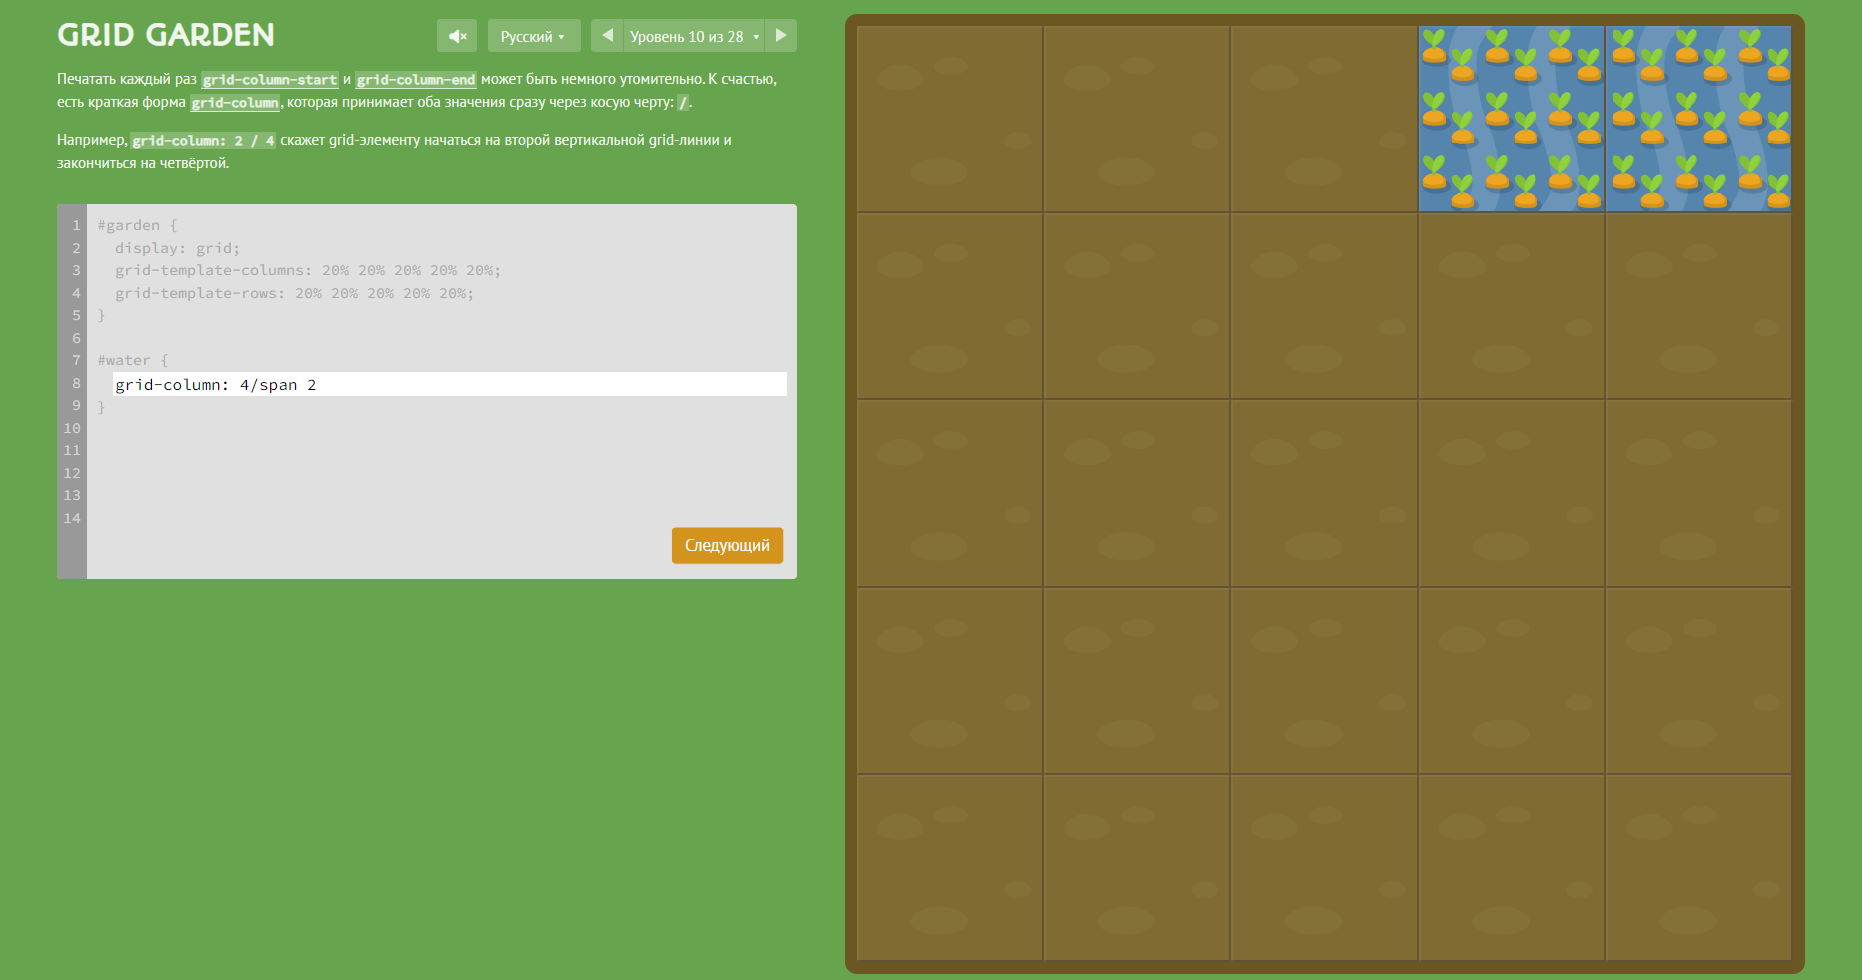 GRID GARDEN
Русский
Уровень 10 из 28
Печатать каждый раз grid-column-start и grid-column-end может быть немного утомительно. К счастью,
есть краткая форма grid-column, которая принимает оба значения сразу через косую черту: /.
Например, grid-column: 2 / 4 скажет grid-элементу начаться на второй вертикальной grid-линии и
закончиться на четвёртой.
1 #garden {
2 display: grid;
3 grid-template-columns: 20% 20% 20% 20% 20%;
4 grid-template-rows: 20% 20% 20% 20% 20%;
5 }
6
7 #water {
8 grid-column: 4/span 2
9 }
10
11
12
13
14
Следующий